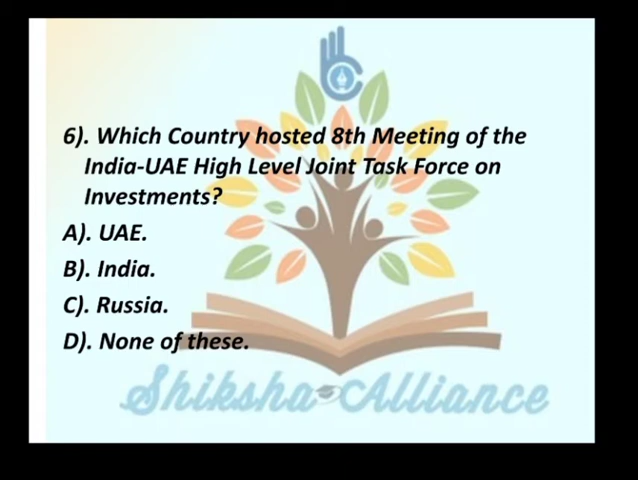 6). Which Country hosted 8th Meeting of the
India-UAE High Level Joint Task Force on
Investments?
A). UAE.
B). India.
C). Russia.
D). None of these.
Shiksha Alliance